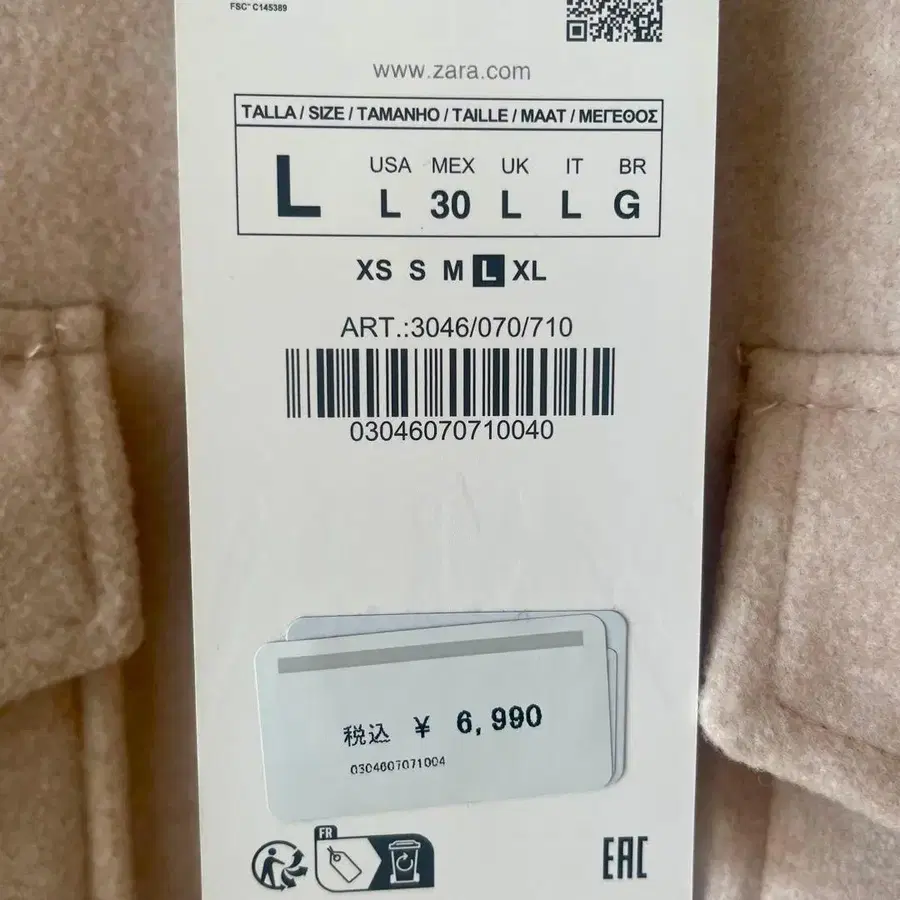 FSC™ C145389
www.zara.com
TALLA / SIZE / TAMANHO / TAILLE / MAAT / ΜΕΓΕΘΟΣ
USA MEX UK IT BR
L L 30 L L G
XS S M L XL
ART.:3046/070/710
03046070710040
税込 ¥ 6,990
0304607071004
FR
EAC